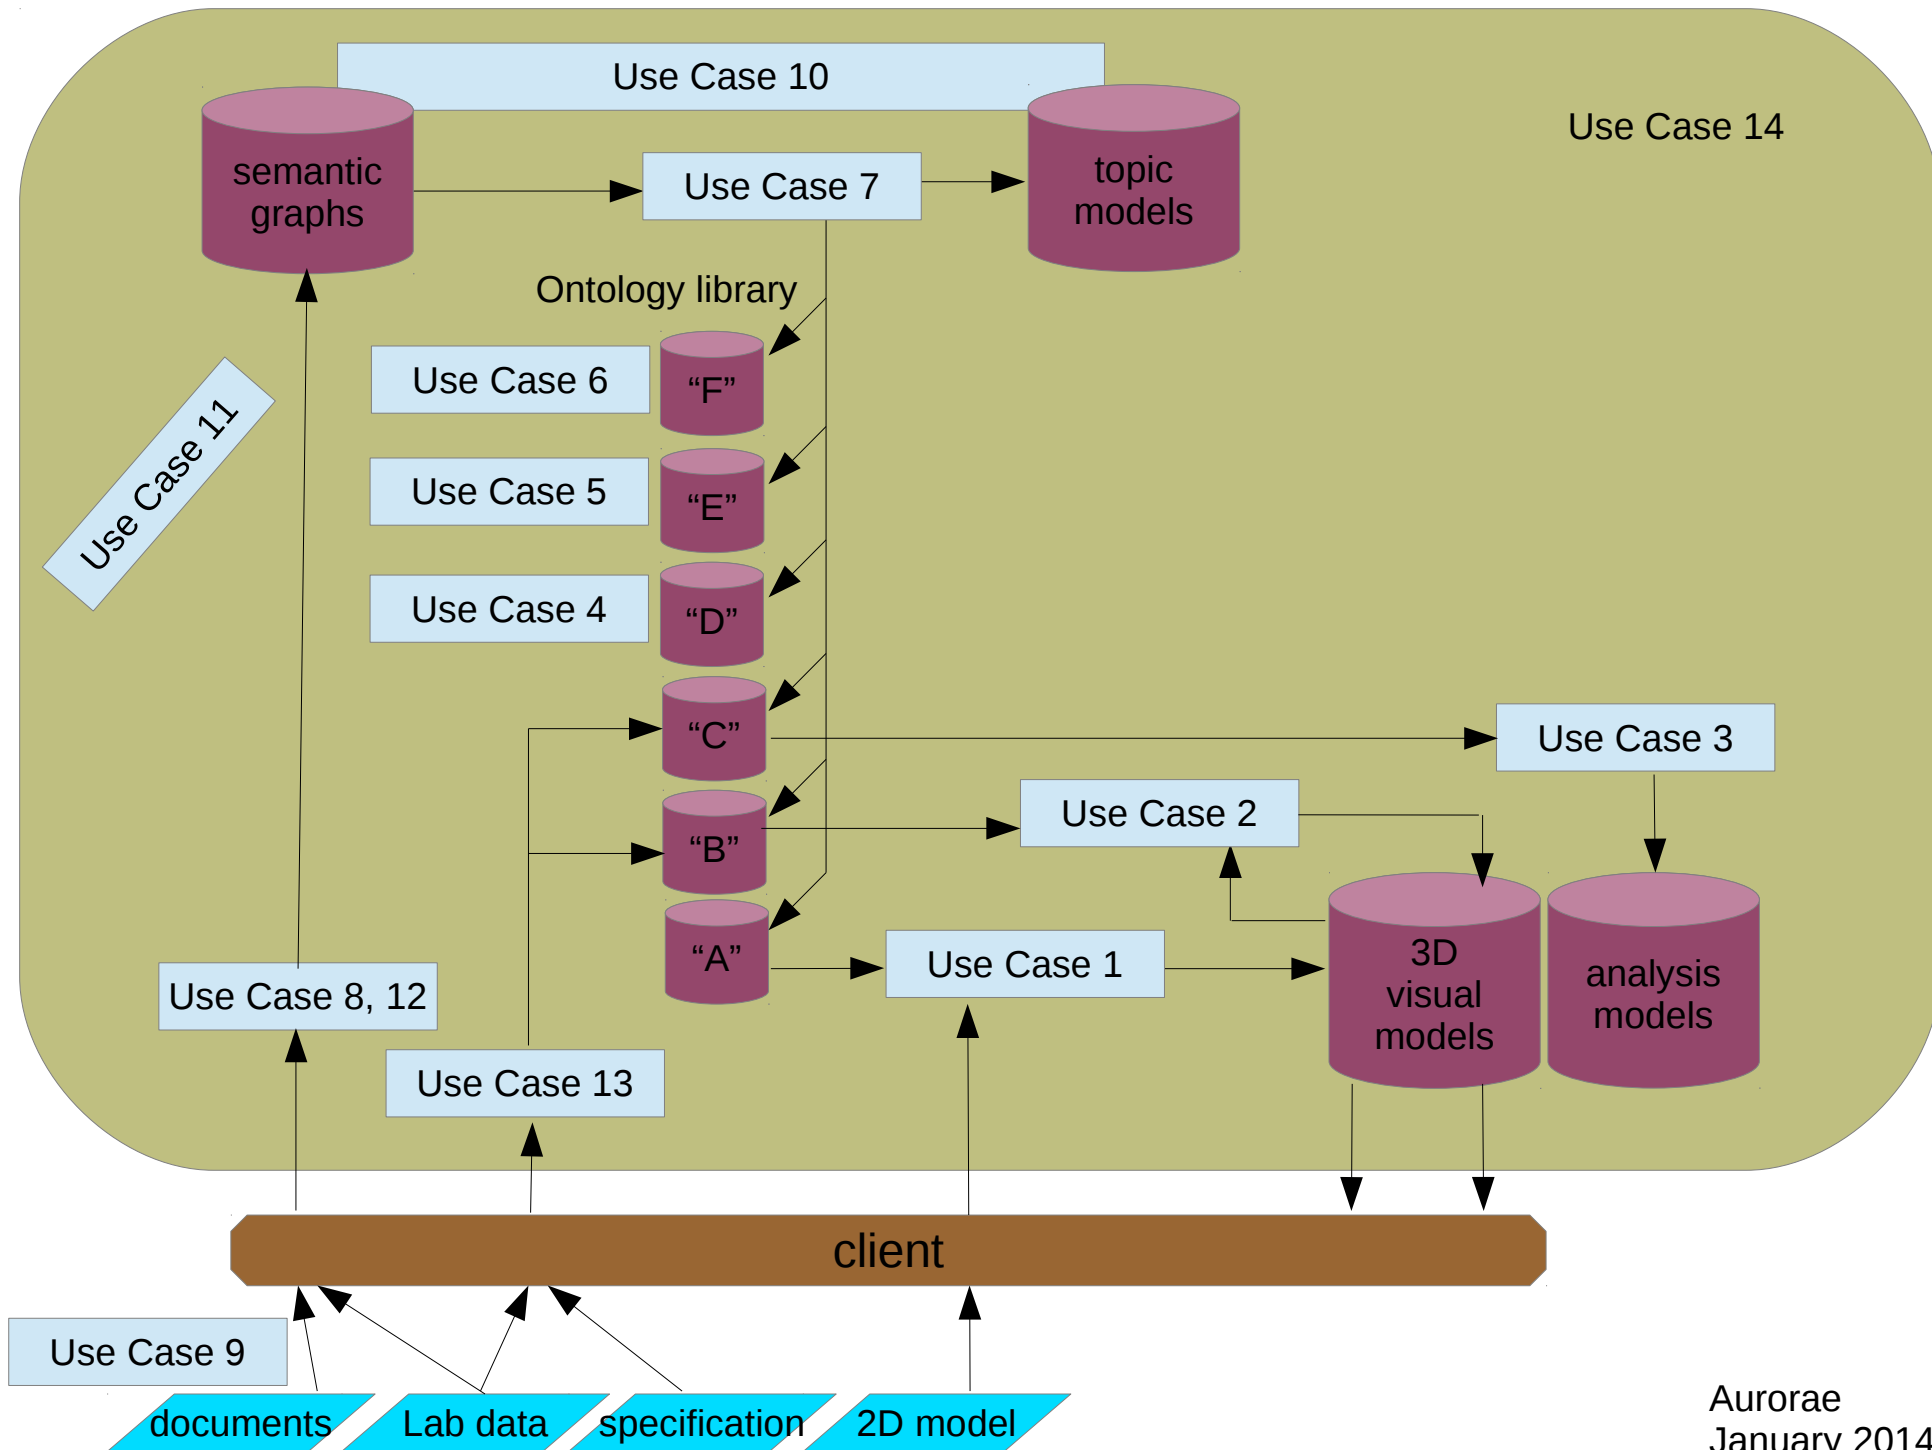 Use Case 10
Use Case 14
semantic
graphs
Use Case 7
topic
models
Ontology library
Use Case 6
“F”
Use Case 11
Use Case 5
“E”
Use Case 4
“D”
“C”
Use Case 3
Use Case 2
“B”
“A”
Use Case 1
3D
visual
models
analysis
models
Use Case 8, 12
Use Case 13
client
Use Case 9
documents
Lab data
specification
2D model
Aurorae
January 2014